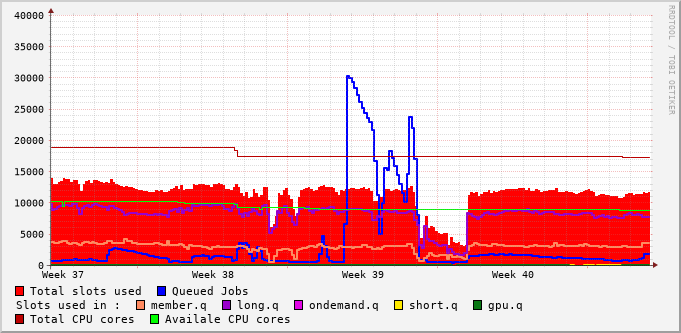 40000
35000
30000
25000
20000
15000
10000
5000
0
Week 37 Week 38 Week 39 Week 40
Total slots used Queued Jobs
Slots used in : member.q long.q ondemand.q short.q gpu.q
Total CPU cores Availale CPU cores
RRDTOOL / TOBI OETIKER